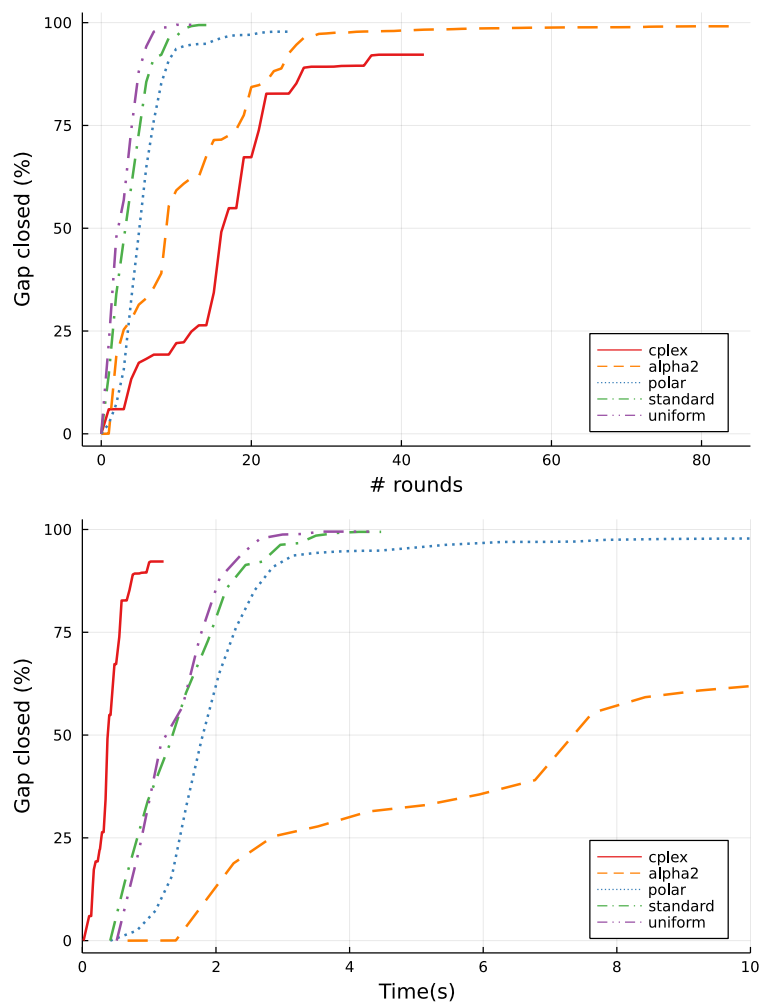 100
75
50
25
0
Gap closed (%)
0
20
40
60
80
# rounds
cplex
alpha2
polar
standard
uniform
100
75
50
25
0
Gap closed (%)
0
2
4
6
8
10
Time(s)
cplex
alpha2
polar
standard
uniform